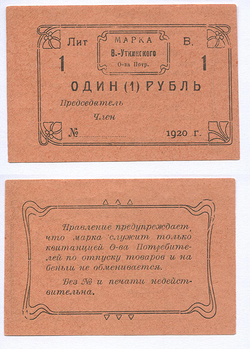 Лит МАРКА В.
В.-Уткинского
О-ва Потр.
1 1
ОДИН (1) РУБЛЬ
Председатель
Член
№ 1920 г.
Правление предупреждает
что марка служит только
квитанцией О-ва Потребите-
лей по отпуску товаров и на
деньги не обменивается.
Без № и печати недейст-
вительна.